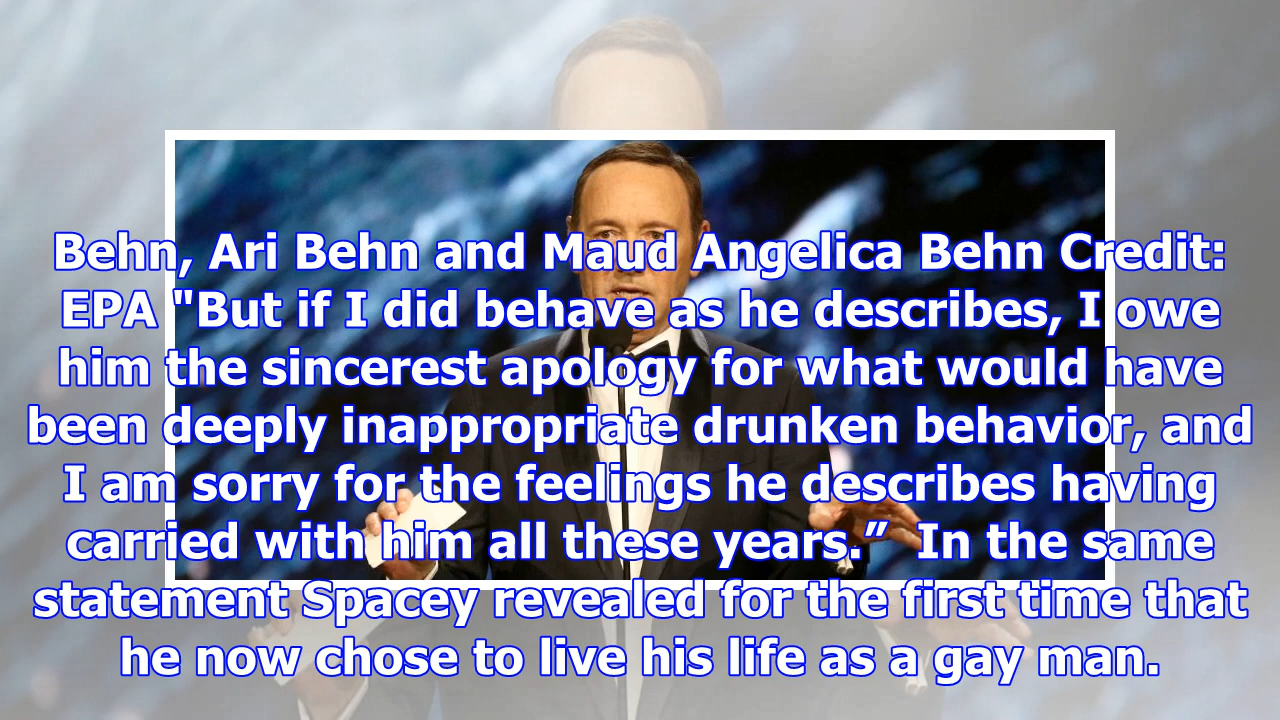 Behn, Ari Behn and Maud Angelica Behn Credit:
EPA "But if I did behave as he describes, I owe
him the sincerest apology for what would have
been deeply inappropriate drunken behavior, and
I am sorry for the feelings he describes having
carried with him all these years.” In the same
statement Spacey revealed for the first time that
he now chose to live his life as a gay man.